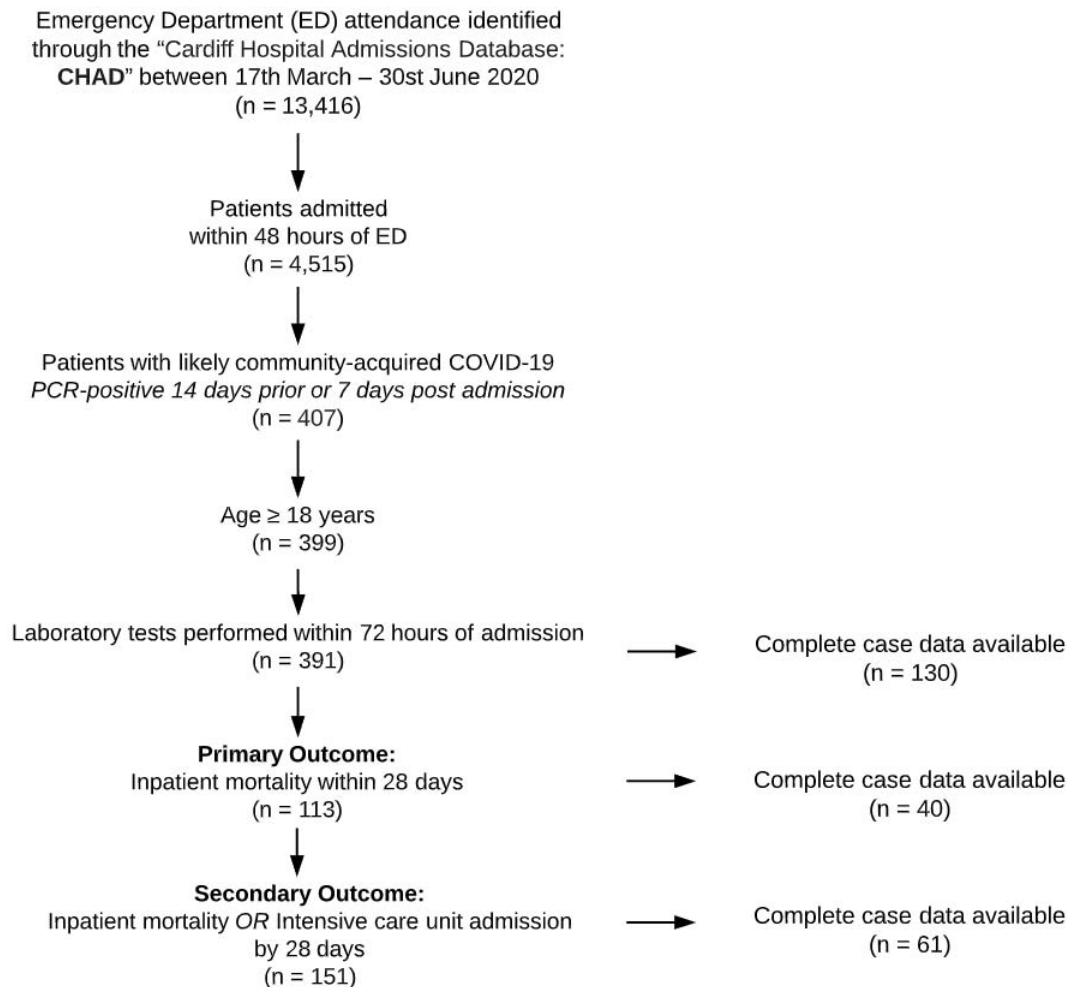 Emergency Department (ED) attendance identified
through the “Cardiff Hospital Admissions Database:
CHAD” between 17th March – 30st June 2020
(n = 13,416)
Patients admitted
within 48 hours of ED
(n = 4,515)
Patients with likely community-acquired COVID-19
PCR-positive 14 days prior or 7 days post admission
(n = 407)
Age ≥ 18 years
(n = 399)
Laboratory tests performed within 72 hours of admission
(n = 391)
Complete case data available
(n = 130)
Primary Outcome:
Inpatient mortality within 28 days
(n = 113)
Complete case data available
(n = 40)
Secondary Outcome:
Inpatient mortality OR Intensive care unit admission
by 28 days
(n = 151)
Complete case data available
(n = 61)